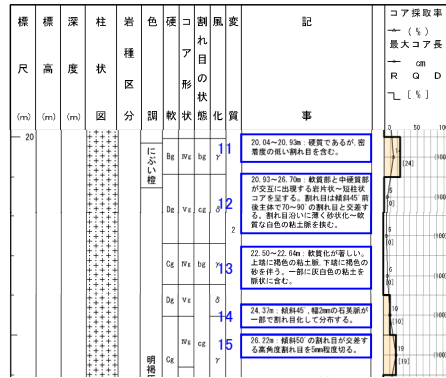 標尺 (m)
標高 (m)
深度 (m)
柱状図
岩種区分
色調
硬軟
コア形状
割れ目の状態
風化
変質
記事
コア採取率
(%)
最大コア長
cm
RQD
[%]
0 50 100
20
にぶい橙
Bg Ⅳg bg γ
11
20.04～20.93m：硬質であるが、密
着度の低い割れ目を含む。
[24]
(100
20.93～26.70m：軟質部と中硬質部
が交互に出現する岩片状～短柱状
コアを呈する。割れ目は傾斜45°前
後主体で70～90°の割れ目と交差す
る。割れ目沿いに薄く砂状化～軟
質な白色の粘土脈を挟む。
12
Dg Ⅴg cg δ
2
5
[0]
(100
Cg Ⅳg bg γ
13
22.50～22.64m：軟質化が著しい。
上端に褐色の粘土脈、下端に褐色の
砂を伴う。一部に灰白色の粘土を
脈状に含む。
5
[0]
(100
Dg Ⅴg δ
14
24.37m：傾斜45°、幅2mmの石英脈が
一部で割れ目化して分布する。
10
[10]
(100
明褐
Cg Ⅳg cg γ
15
26.22m：傾斜50°の割れ目が交差す
る高角度割れ目を5mm程度切る。
19
[19]
(100